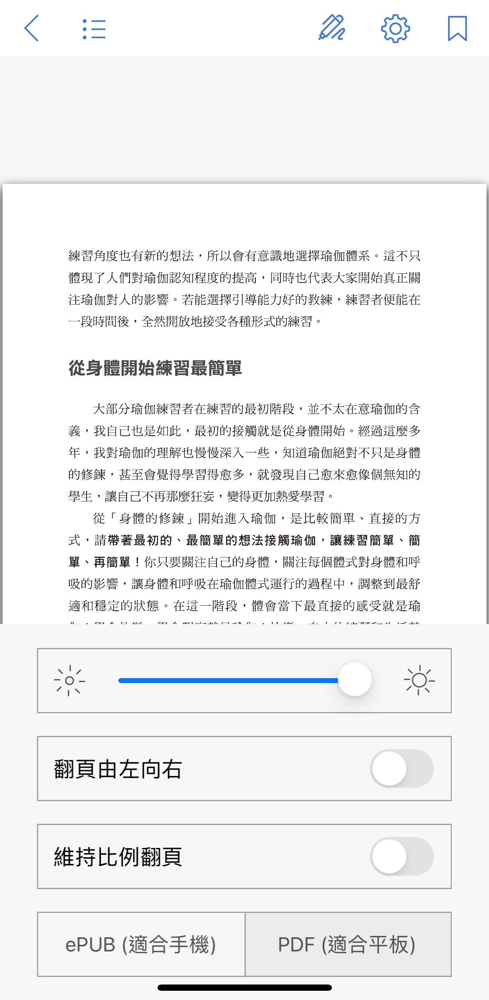 練習角度也有新的想法，所以會有意識地選擇瑜伽體系。這不只
體現了人們對瑜伽認知程度的提高，同時也代表大家開始真正關
注瑜伽對人的影響。若能選擇引導能力好的教練，練習者便能在
一段時間後，全然開放地接受各種形式的練習。
從身體開始練習最簡單
大部分瑜伽練習者在練習的最初階段，並不太在意瑜伽的含
義，我自己也是如此，最初的接觸就是從身體開始。經過這麼多
年，我對瑜伽的理解也慢慢深入一些，知道瑜伽絕對不只是身體
的修鍊，甚至會覺得學習得愈多，就發現自己愈來愈像個無知的
學生，讓自己不再那麼狂妄，變得更加熱愛學習。
從「身體的修鍊」開始進入瑜伽，是比較簡單、直接的方
式，請帶著最初的、最簡單的想法接觸瑜伽，讓練習簡單、簡
單、再簡單！你只要關注自己的身體，關注每個體式對身體和呼
吸的影響，讓身體和呼吸在瑜伽體式運行的過程中，調整到最舒
適和穩定的狀態。在這一階段，體會當下最直接的感受就是瑜
翻頁由左向右
維持比例翻頁
ePUB (適合手機)
PDF (適合平板)